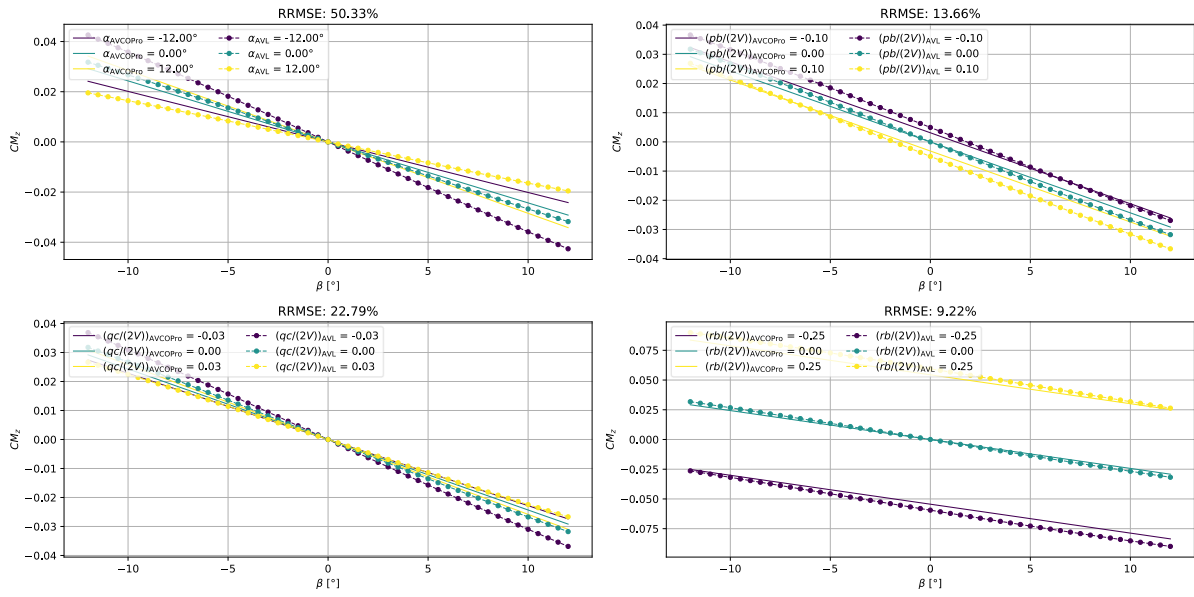 RRMSE: 50.33%
0.04
0.02
0.00
−0.02
−0.04
CM_z
α_AVCOPro = -12.00°
α_AVCOPro = 0.00°
α_AVCOPro = 12.00°
α_AVL = -12.00°
α_AVL = 0.00°
α_AVL = 12.00°
−10 −5 0 5 10
β [°]
RRMSE: 13.66%
0.04
0.03
0.02
0.01
0.00
−0.01
−0.02
−0.03
−0.04
CM_z
(pb/(2V))_AVCOPro = -0.10
(pb/(2V))_AVCOPro = 0.00
(pb/(2V))_AVCOPro = 0.10
(pb/(2V))_AVL = -0.10
(pb/(2V))_AVL = 0.00
(pb/(2V))_AVL = 0.10
−10 −5 0 5 10
β [°]
RRMSE: 22.79%
0.04
0.03
0.02
0.01
0.00
−0.01
−0.02
−0.03
−0.04
CM_z
(qc/(2V))_AVCOPro = -0.03
(qc/(2V))_AVCOPro = 0.00
(qc/(2V))_AVCOPro = 0.03
(qc/(2V))_AVL = -0.03
(qc/(2V))_AVL = 0.00
(qc/(2V))_AVL = 0.03
−10 −5 0 5 10
β [°]
RRMSE: 9.22%
0.075
0.050
0.025
0.000
−0.025
−0.050
−0.075
CM_z
(rb/(2V))_AVCOPro = -0.25
(rb/(2V))_AVCOPro = 0.00
(rb/(2V))_AVCOPro = 0.25
(rb/(2V))_AVL = -0.25
(rb/(2V))_AVL = 0.00
(rb/(2V))_AVL = 0.25
−10 −5 0 5 10
β [°]